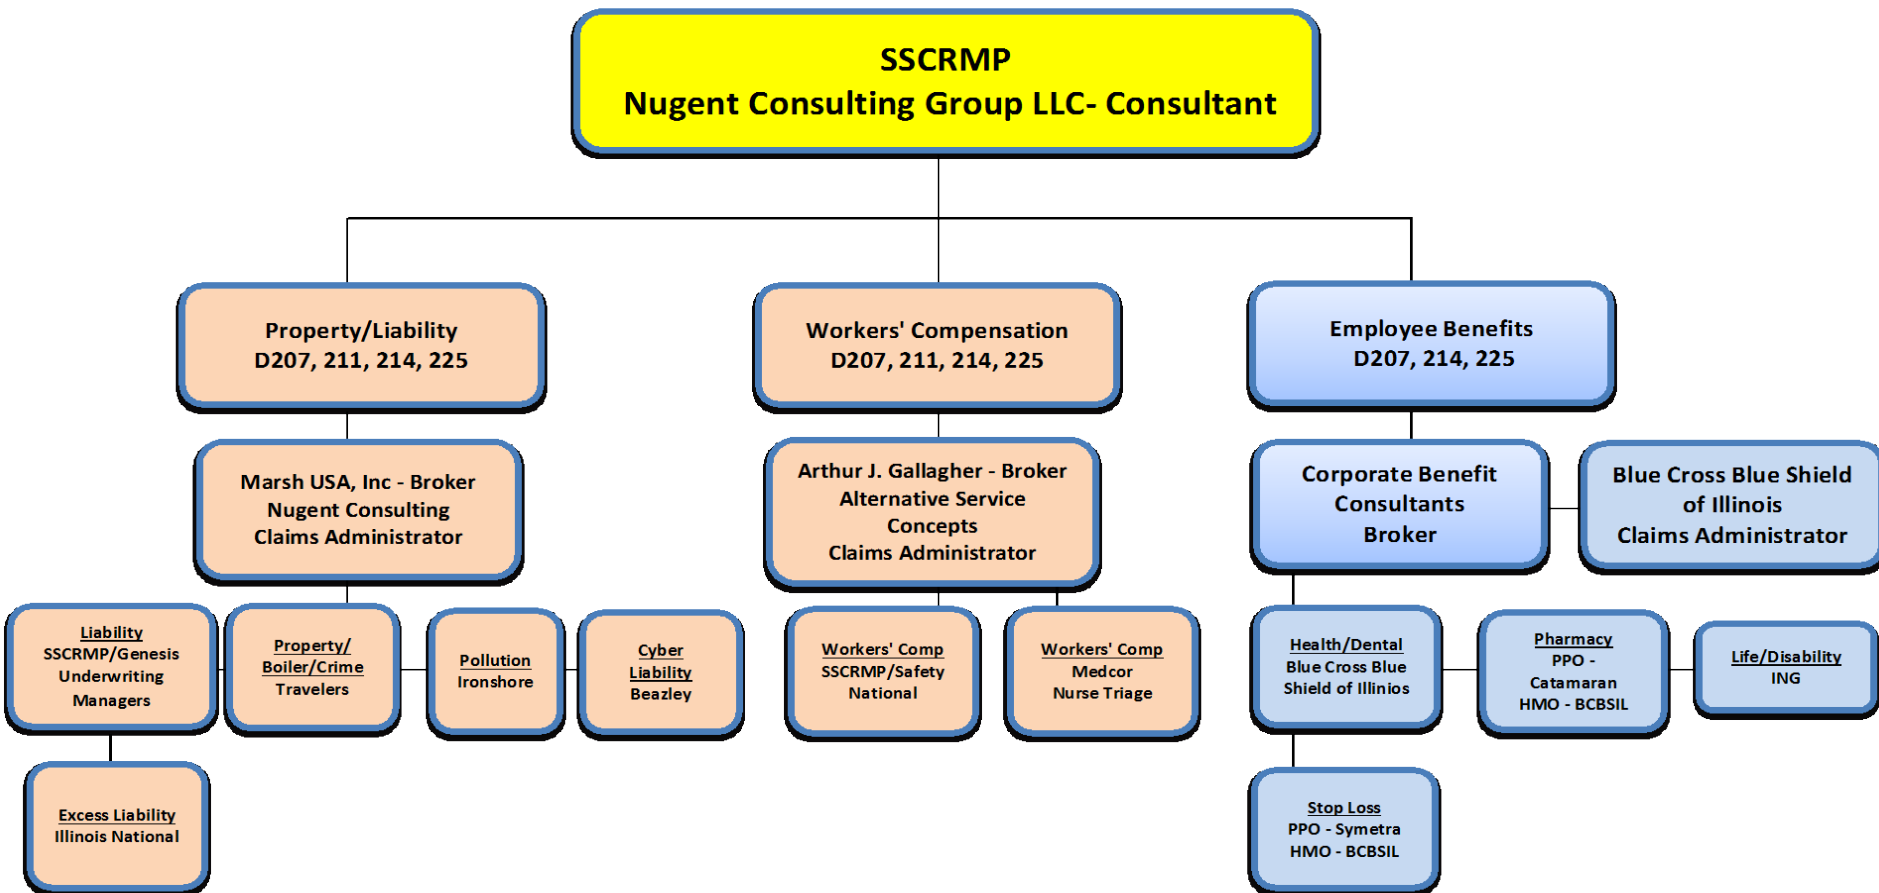 SSCRMP
Nugent Consulting Group LLC- Consultant
Property/Liability
D207, 211, 214, 225
Workers' Compensation
D207, 211, 214, 225
Employee Benefits
D207, 214, 225
Marsh USA, Inc - Broker
Nugent Consulting
Claims Administrator
Arthur J. Gallagher - Broker
Alternative Service
Concepts
Claims Administrator
Corporate Benefit
Consultants
Broker
Blue Cross Blue Shield
of Illinois
Claims Administrator
Liability
SSCRMP/Genesis
Underwriting
Managers
Property/
Boiler/Crime
Travelers
Pollution
Ironshore
Cyber
Liability
Beazley
Workers' Comp
SSCRMP/Safety
National
Workers' Comp
Medcor
Nurse Triage
Health/Dental
Blue Cross Blue
Shield of Illinios
Pharmacy
PPO -
Catamaran
HMO - BCBSIL
Life/Disability
ING
Excess Liability
Illinois National
Stop Loss
PPO - Symetra
HMO - BCBSIL